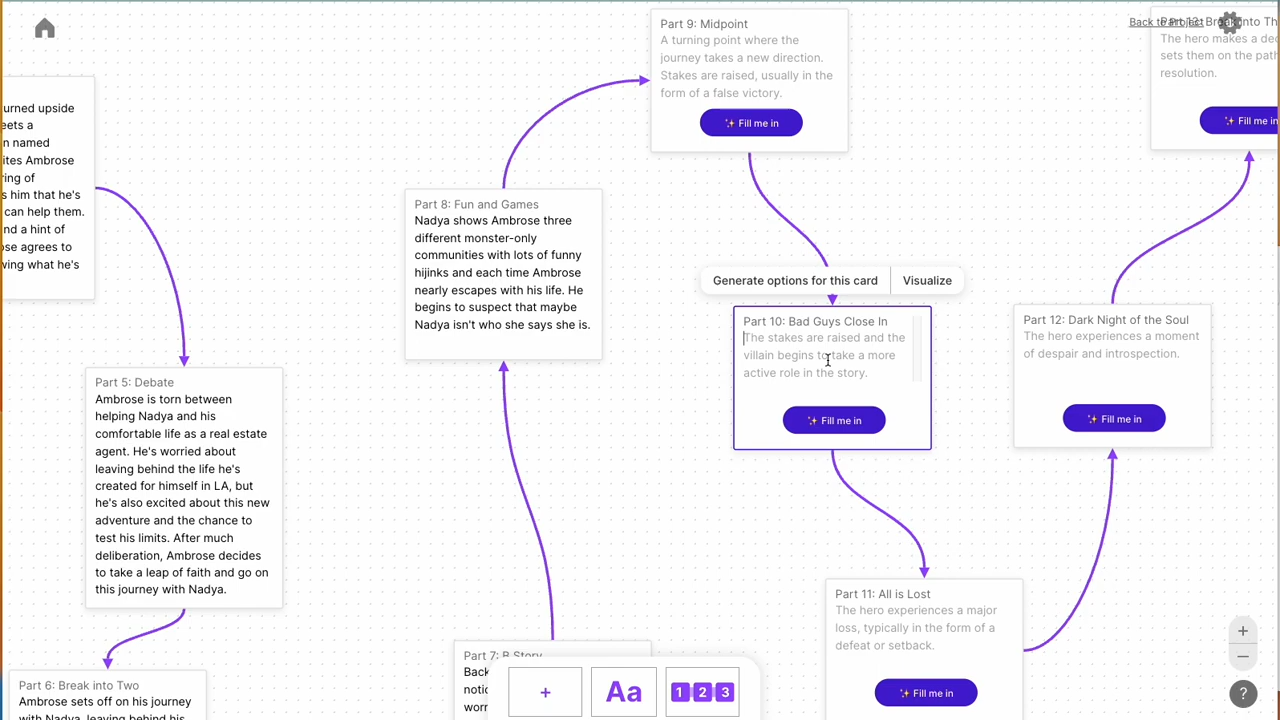 Back to Project
Part 9: Midpoint
A turning point where the
journey takes a new direction.
Stakes are raised, usually in the
form of a false victory.
Fill me in
The hero makes a
sets them on the path
resolution.
Fill me in
urned upside
eets a
n named
ites Ambrose
ring of
s him that he's
can help them.
nd a hint of
ose agrees to
wing what he's
Part 8: Fun and Games
Nadya shows Ambrose three
different monster-only
communities with lots of funny
hijinks and each time Ambrose
nearly escapes with his life. He
begins to suspect that maybe
Nadya isn't who she says she is.
Generate options for this card
Visualize
Part 10: Bad Guys Close In
The stakes are raised and the
villain begins to take a more
active role in the story.
Fill me in
Part 12: Dark Night of the Soul
The hero experiences a moment
of despair and introspection.
Fill me in
Part 5: Debate
Ambrose is torn between
helping Nadya and his
comfortable life as a real estate
agent. He's worried about
leaving behind the life he's
created for himself in LA, but
he's also excited about this new
adventure and the chance to
test his limits. After much
deliberation, Ambrose decides
to take a leap of faith and go on
this journey with Nadya.
Part 11: All is Lost
The hero experiences a major
loss, typically in the form of a
defeat or setback.
Fill me in
Part 6: Break into Two
Ambrose sets off on his journey
with Nadya, leaving behind his
Part 7: B Story
Back
notic
worr
+
Aa
1 2 3
+
−
?